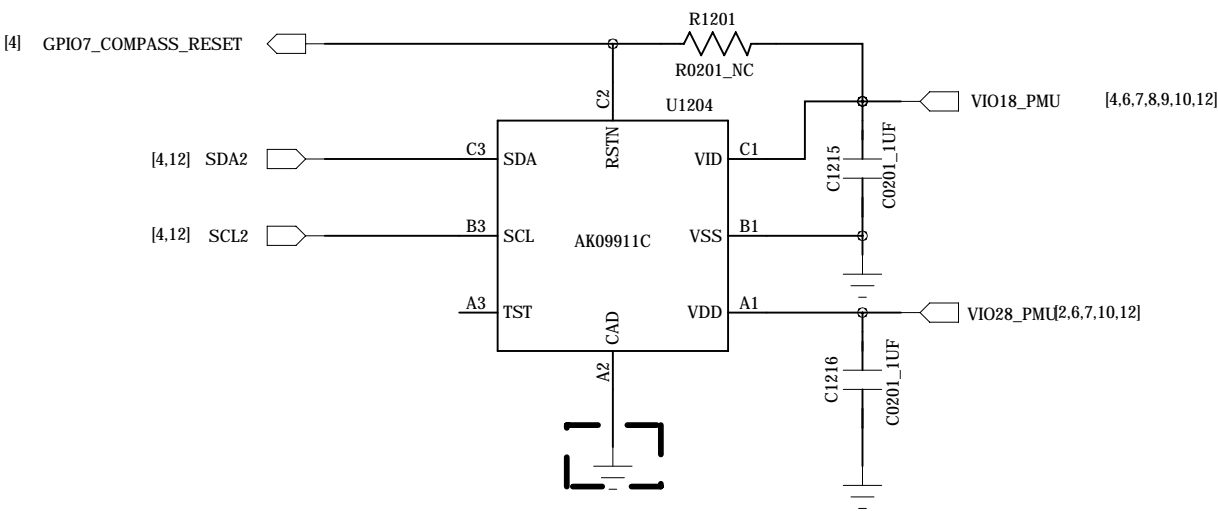 R1201
[4] GPIO7_COMPASS_RESET
R0201_NC
C2
U1204
VIO18_PMU [4,6,7,8,9,10,12]
RSTN
C1215
C0201_1UF
[4,12] SDA2 C3 SDA
VID C1
[4,12] SCL2 B3 SCL
AK09911C
VSS B1
A3 TST
VDD A1
VIO28_PMU[2,6,7,10,12]
CAD
A2
C1216
C0201_1UF